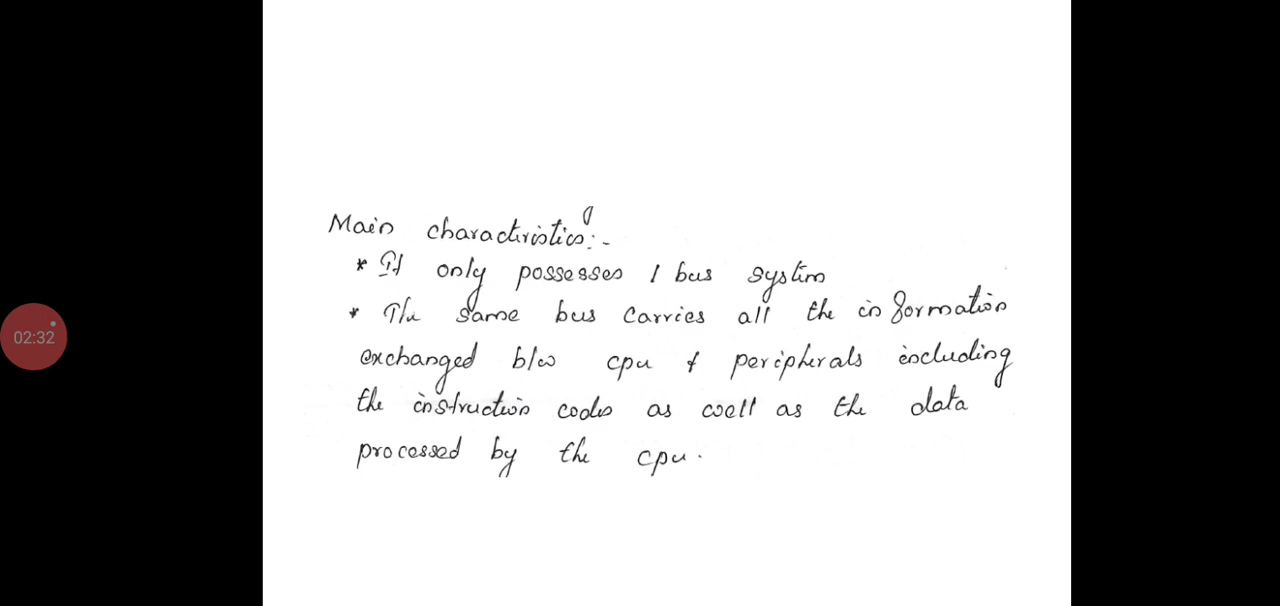 02:32
Main characteristics:-
* It only possesses 1 bus system
* The same bus carries all the information
exchanged b/w cpu & peripherals including
the instruction codes as well as the data
processed by the cpu.